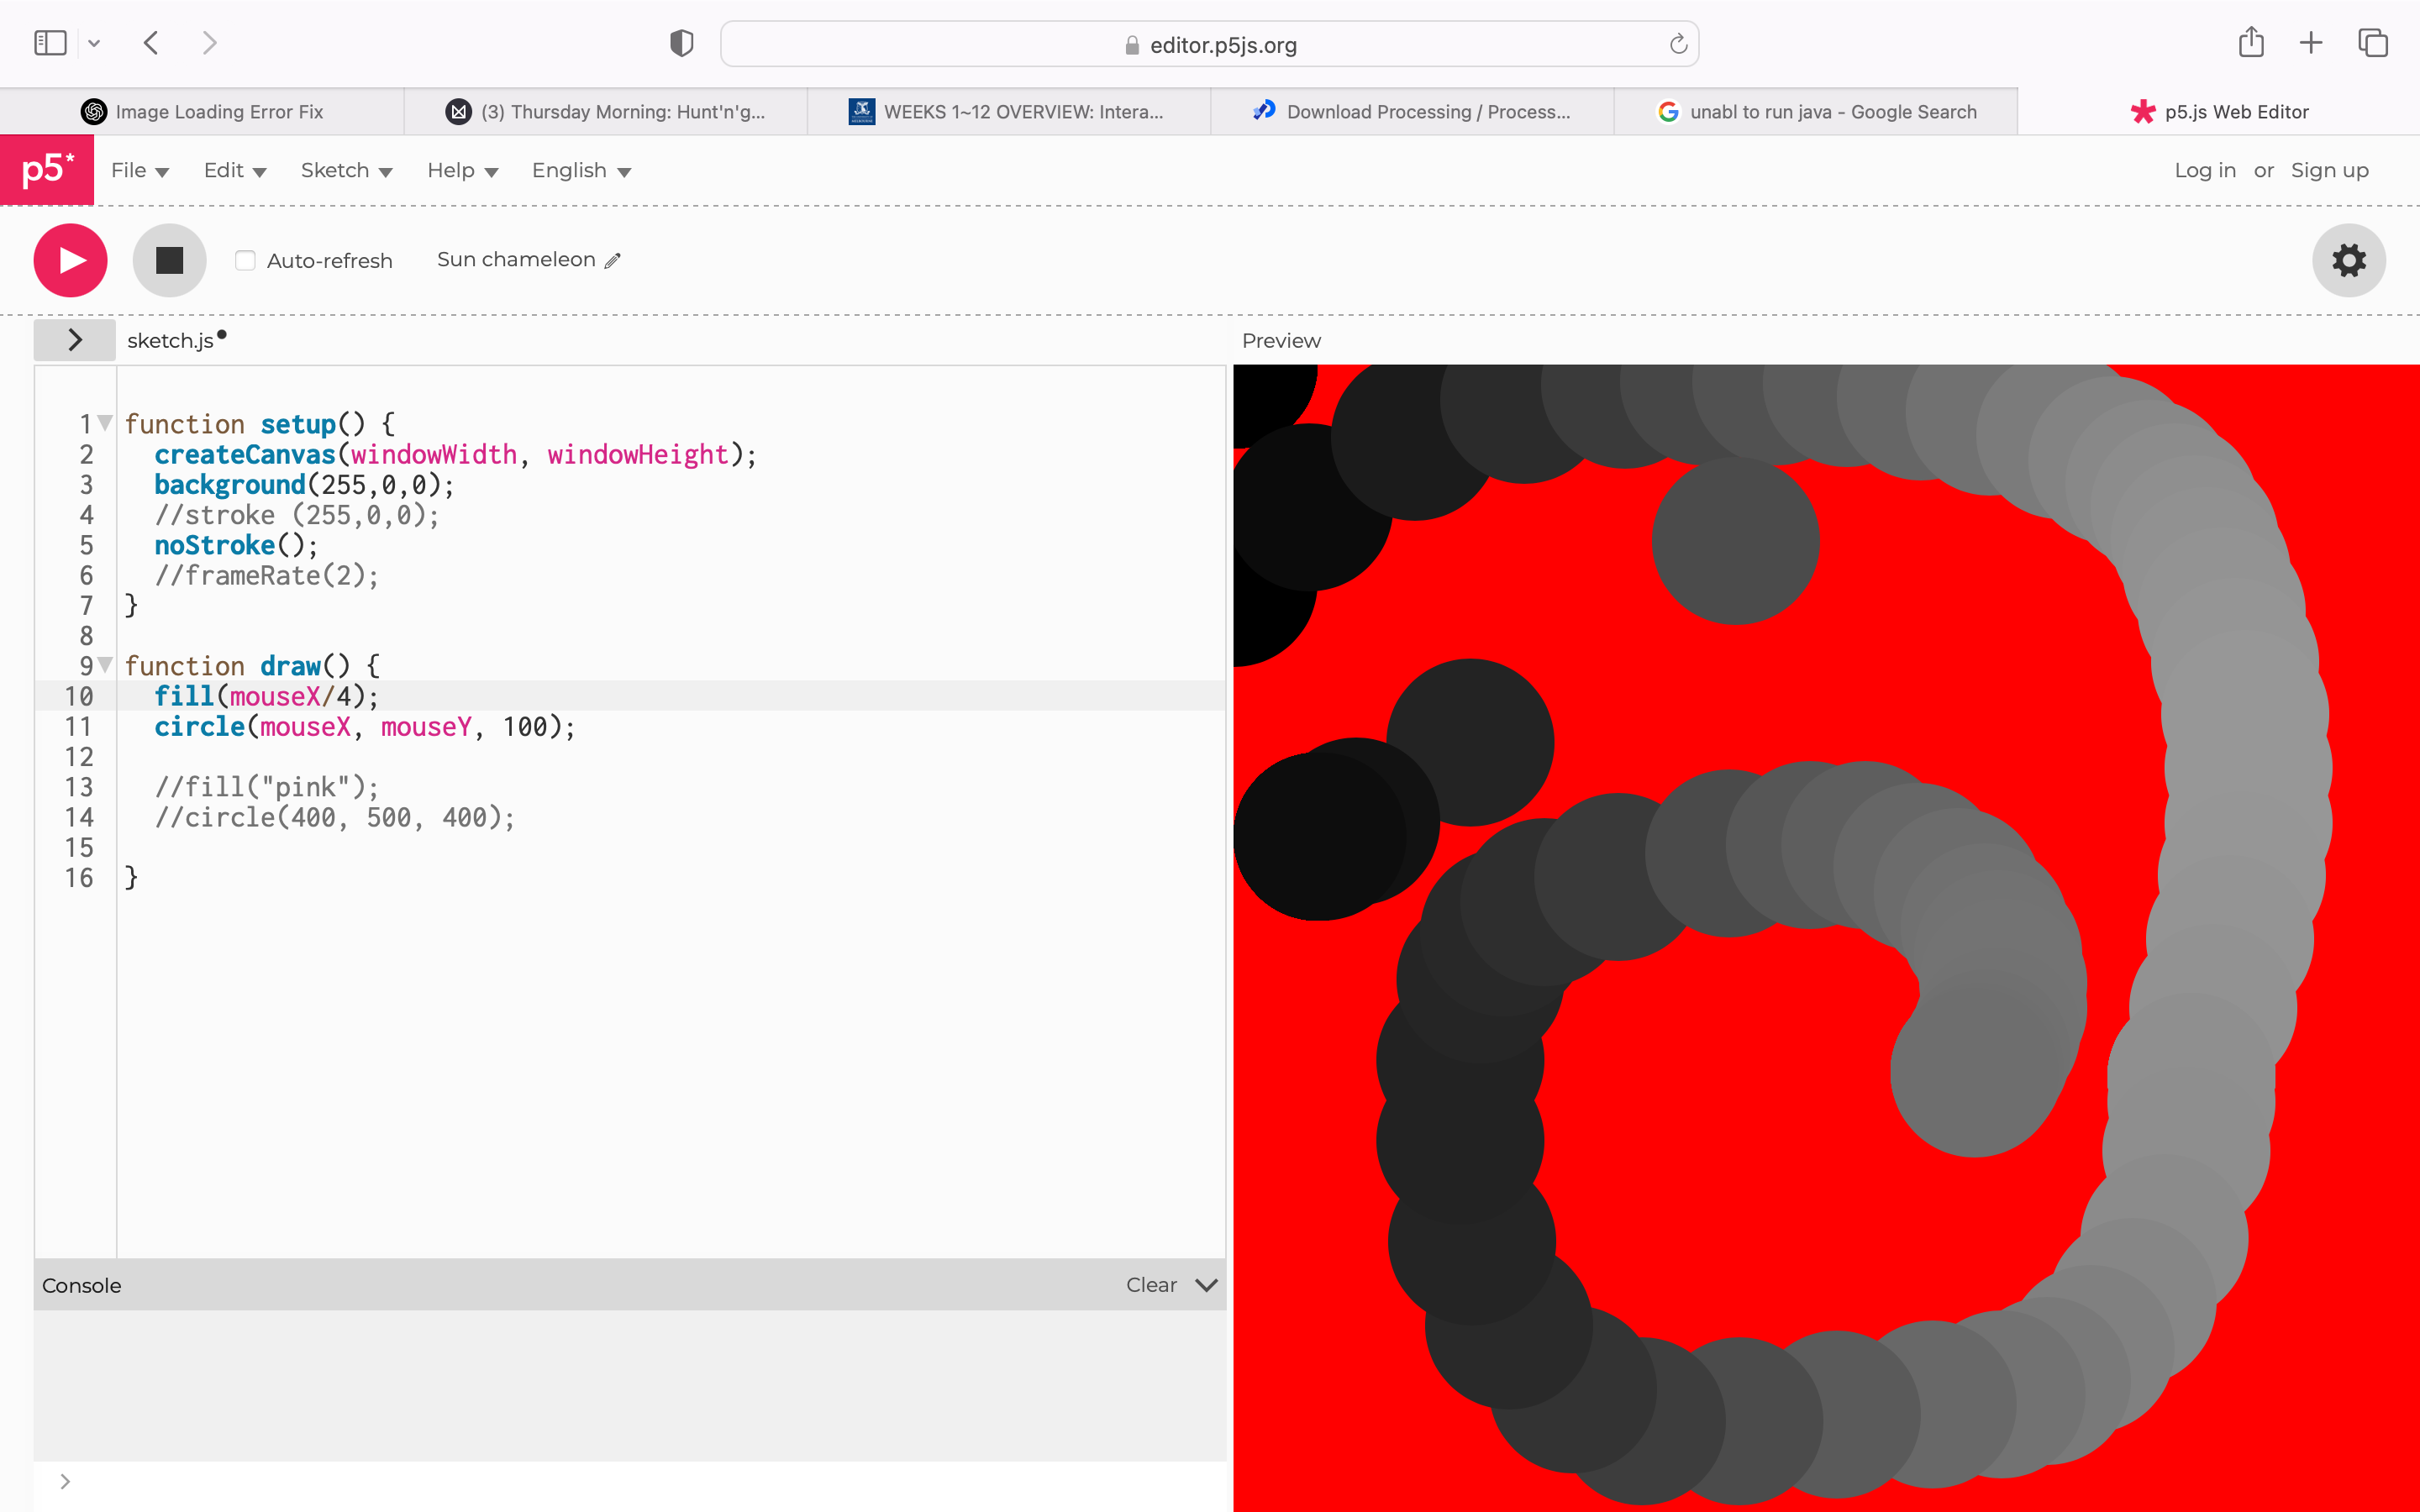 editor.p5js.org
Image Loading Error Fix
(3) Thursday Morning: Hunt'n'g...
WEEKS 1~12 OVERVIEW: Intera...
Download Processing / Process...
unabl to run java - Google Search
p5.js Web Editor
p5*
File
Edit
Sketch
Help
English
Log in or Sign up
Auto-refresh
Sun chameleon
sketch.js
Preview
1 function setup() {
2 createCanvas(windowWidth, windowHeight);
3 background(255,0,0);
4 //stroke (255,0,0);
5 noStroke();
6 //frameRate(2);
7 }
8
9 function draw() {
10 fill(mouseX/4);
11 circle(mouseX, mouseY, 100);
12
13 //fill("pink");
14 //circle(400, 500, 400);
15
16 }
Console
Clear